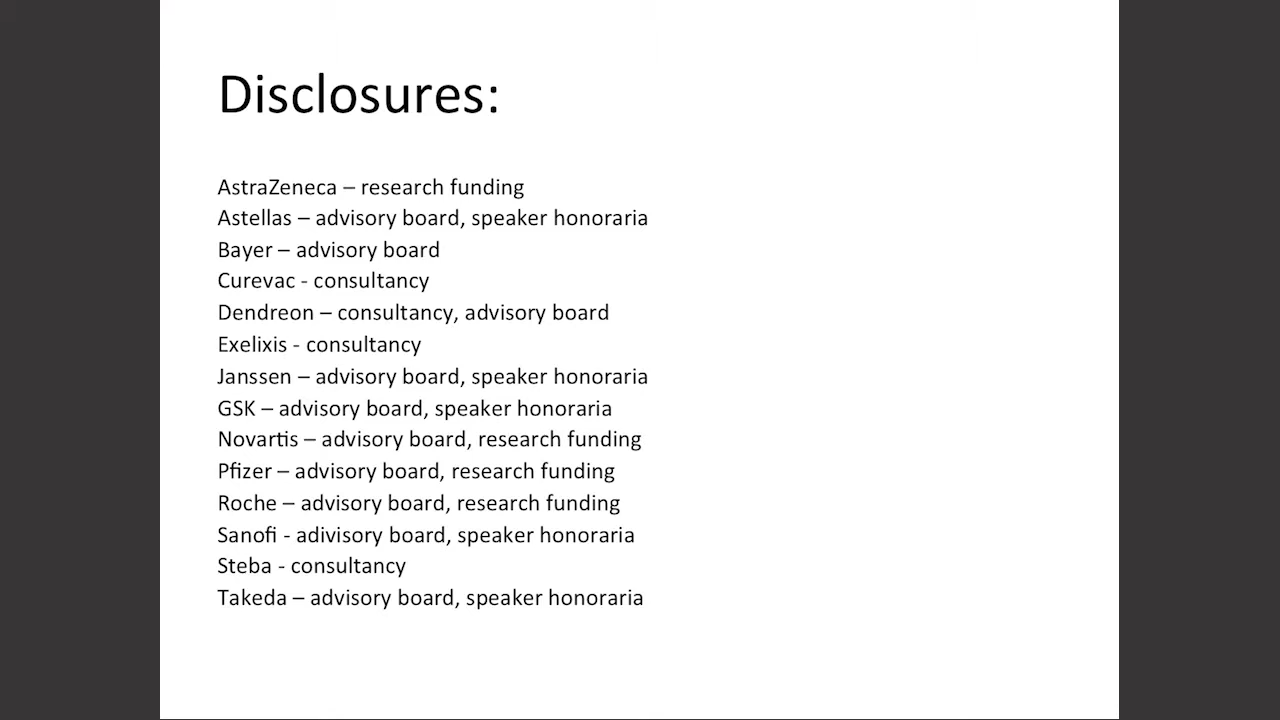 Disclosures:
AstraZeneca – research funding
Astellas – advisory board, speaker honoraria
Bayer – advisory board
Curevac - consultancy
Dendreon – consultancy, advisory board
Exelixis - consultancy
Janssen – advisory board, speaker honoraria
GSK – advisory board, speaker honoraria
Novartis – advisory board, research funding
Pfizer – advisory board, research funding
Roche – advisory board, research funding
Sanofi - adivisory board, speaker honoraria
Steba - consultancy
Takeda – advisory board, speaker honoraria